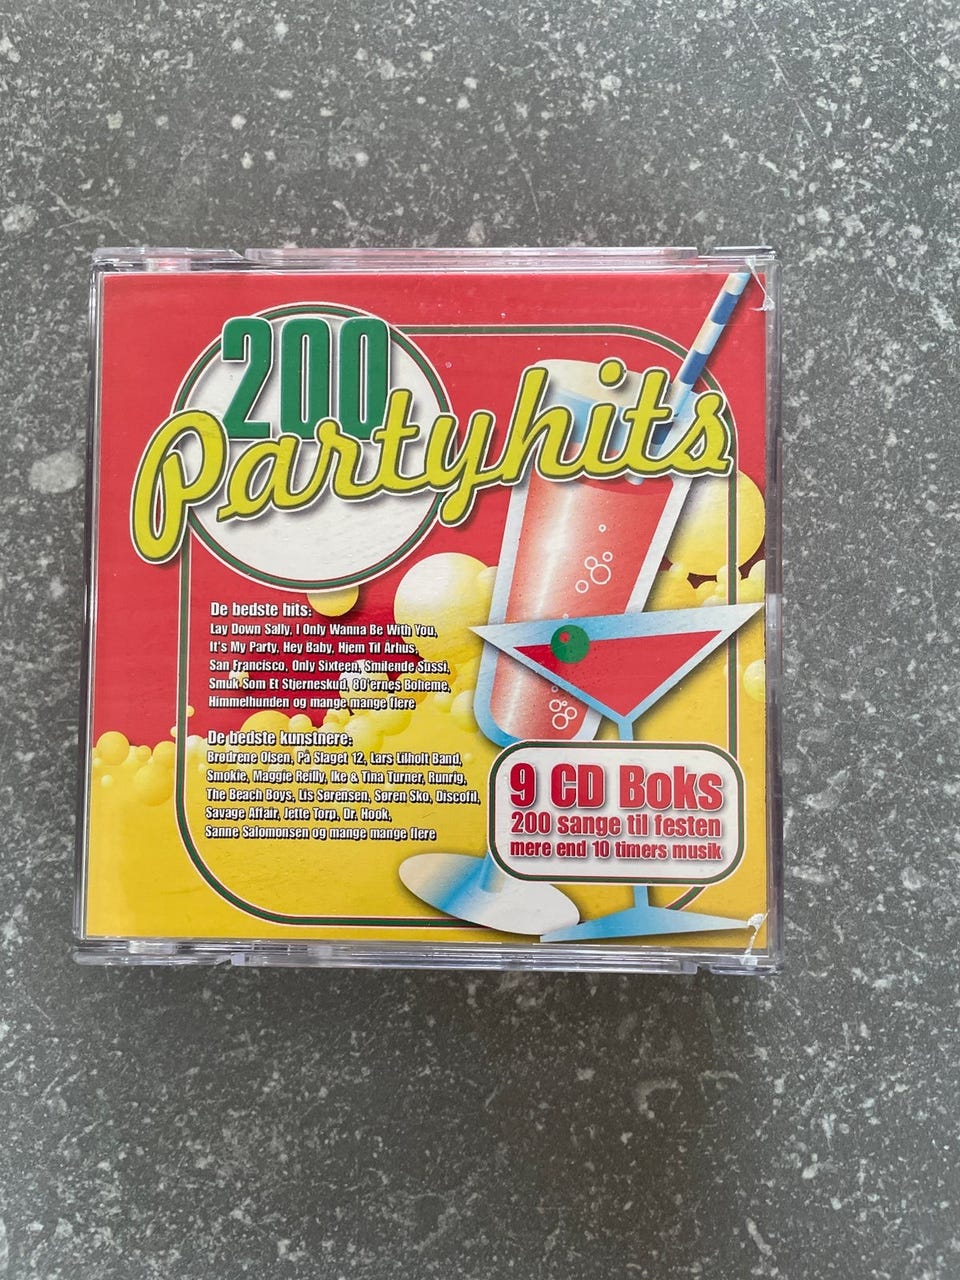 200
Partyhits
De bedste hits:
Lay Down Sally, I Only Wanna Be With You,
It's My Party, Hey Baby, Hjem Til Århus,
San Francisco, Only Sixteen, Smilende Sussi,
Smuk Som Et Stjerneskud, 80'ernes Boheme,
Himmelhunden og mange mange flere
De bedste kunstnere:
Brødrene Olsen, På Slaget 12, Lars Lilholt Band,
Smokie, Maggie Reilly, Ike & Tina Turner, Runrig,
The Beach Boys, Lis Sørensen, Søren Sko, Discofil,
Savage Affair, Jette Torp, Dr. Hook,
Sanne Salomonsen og mange mange flere
9 CD Boks
200 sange til festen
mere end 10 timers musik